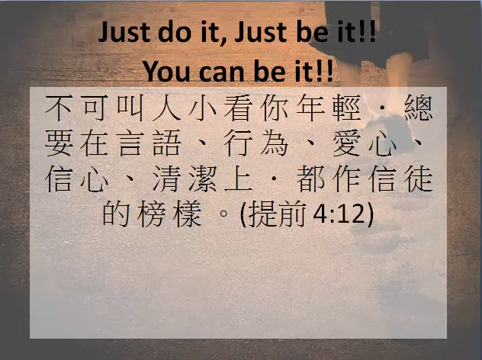 Just do it, Just be it!!
You can be it!!
不可叫人小看你年輕．總
要在言語、行為、愛心、
信心、清潔上．都作信徒
的榜樣。(提前 4:12)